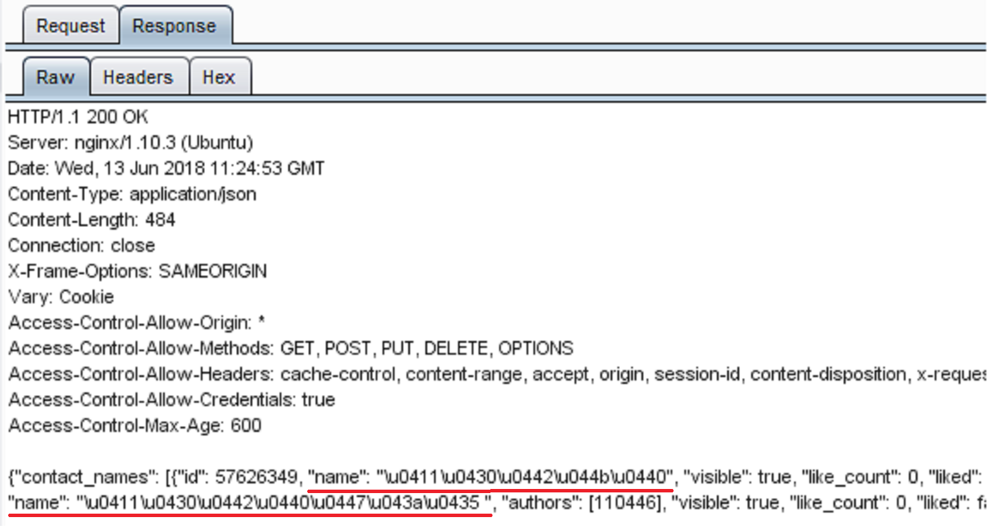 Request Response
Raw Headers Hex
HTTP/1.1 200 OK
Server: nginx/1.10.3 (Ubuntu)
Date: Wed, 13 Jun 2018 11:24:53 GMT
Content-Type: application/json
Content-Length: 484
Connection: close
X-Frame-Options: SAMEORIGIN
Vary: Cookie
Access-Control-Allow-Origin: *
Access-Control-Allow-Methods: GET, POST, PUT, DELETE, OPTIONS
Access-Control-Allow-Headers: cache-control, content-range, accept, origin, session-id, content-disposition, x-reques
Access-Control-Allow-Credentials: true
Access-Control-Max-Age: 600
{"contact_names": [{"id": 57626349, "name": "\u0411\u0430\u0442\u044b\u0440", "visible": true, "like_count": 0, "liked":
"name": "\u0411\u0430\u0442\u0440\u0447\u043a\u0435 ", "authors": [110446], "visible": true, "like_count": 0, "liked":